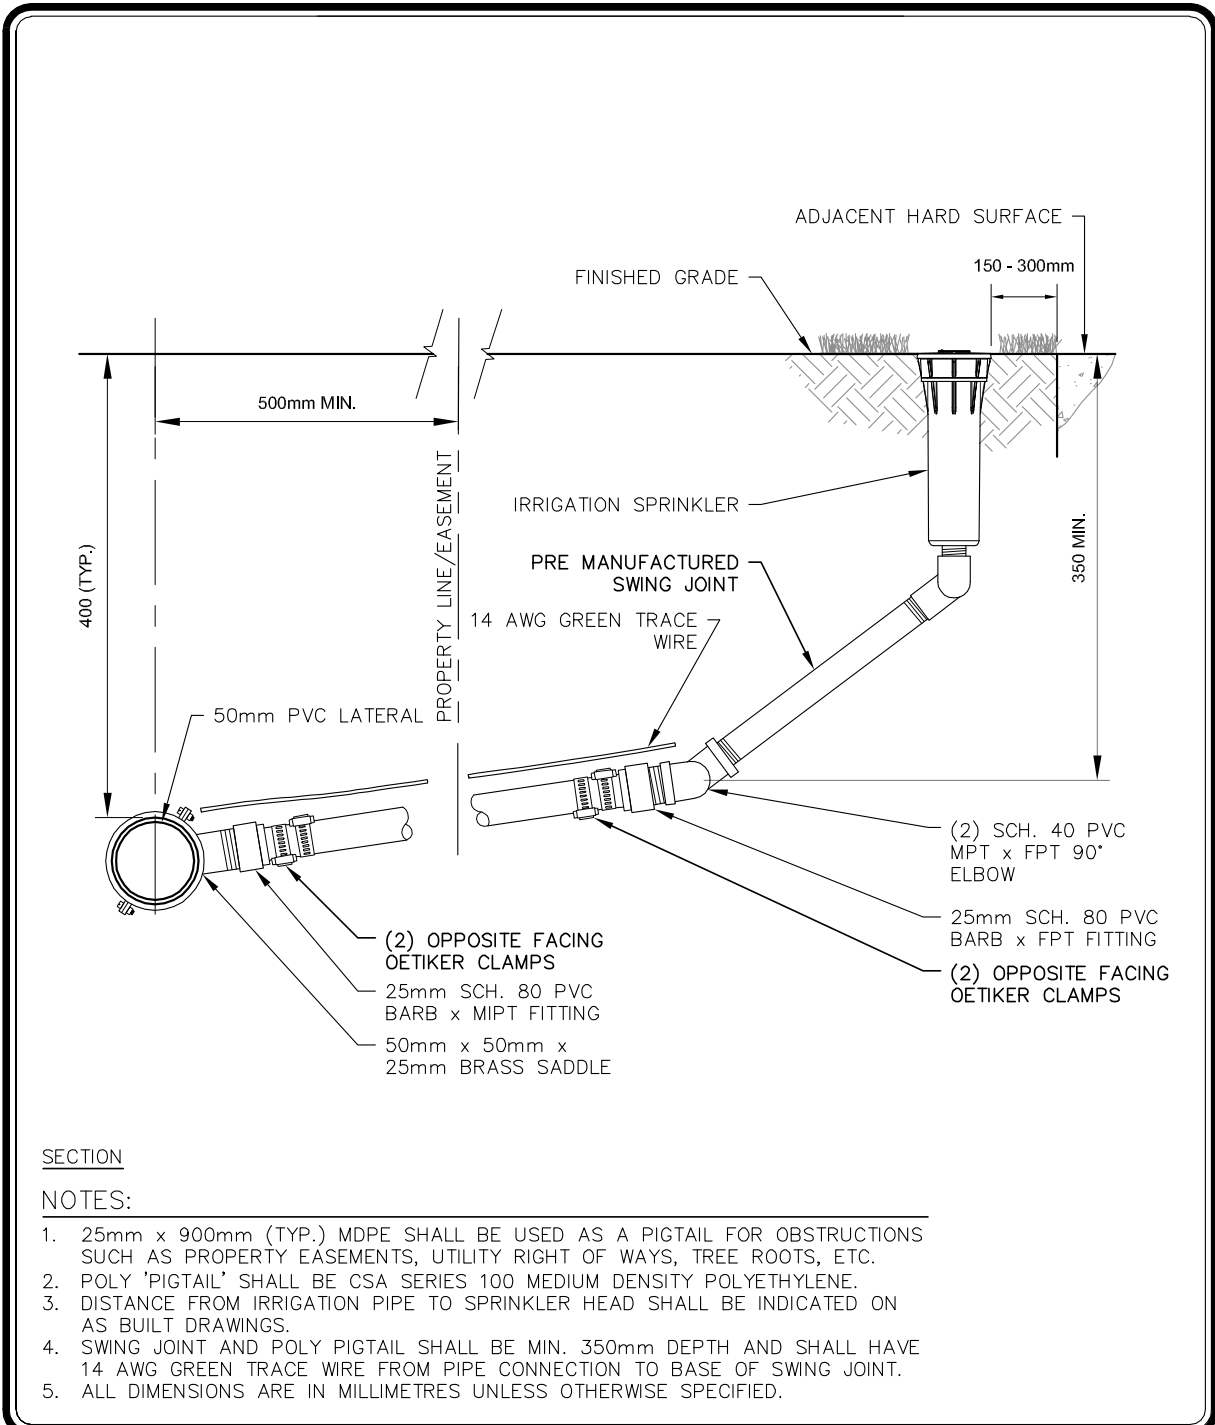 ADJACENT HARD SURFACE
150 - 300mm
FINISHED GRADE
500mm MIN.
PROPERTY LINE/EASEMENT
IRRIGATION SPRINKLER
400 (TYP.)
350 MIN.
PRE MANUFACTURED
SWING JOINT
14 AWG GREEN TRACE
WIRE
50mm PVC LATERAL
(2) SCH. 40 PVC
MPT x FPT 90°
ELBOW
25mm SCH. 80 PVC
BARB x FPT FITTING
(2) OPPOSITE FACING
OETIKER CLAMPS
(2) OPPOSITE FACING
OETIKER CLAMPS
25mm SCH. 80 PVC
BARB x MIPT FITTING
50mm x 50mm x
25mm BRASS SADDLE
SECTION
NOTES:
1. 25mm x 900mm (TYP.) MDPE SHALL BE USED AS A PIGTAIL FOR OBSTRUCTIONS
SUCH AS PROPERTY EASEMENTS, UTILITY RIGHT OF WAYS, TREE ROOTS, ETC.
2. POLY 'PIGTAIL' SHALL BE CSA SERIES 100 MEDIUM DENSITY POLYETHYLENE.
3. DISTANCE FROM IRRIGATION PIPE TO SPRINKLER HEAD SHALL BE INDICATED ON
AS BUILT DRAWINGS.
4. SWING JOINT AND POLY PIGTAIL SHALL BE MIN. 350mm DEPTH AND SHALL HAVE
14 AWG GREEN TRACE WIRE FROM PIPE CONNECTION TO BASE OF SWING JOINT.
5. ALL DIMENSIONS ARE IN MILLIMETRES UNLESS OTHERWISE SPECIFIED.